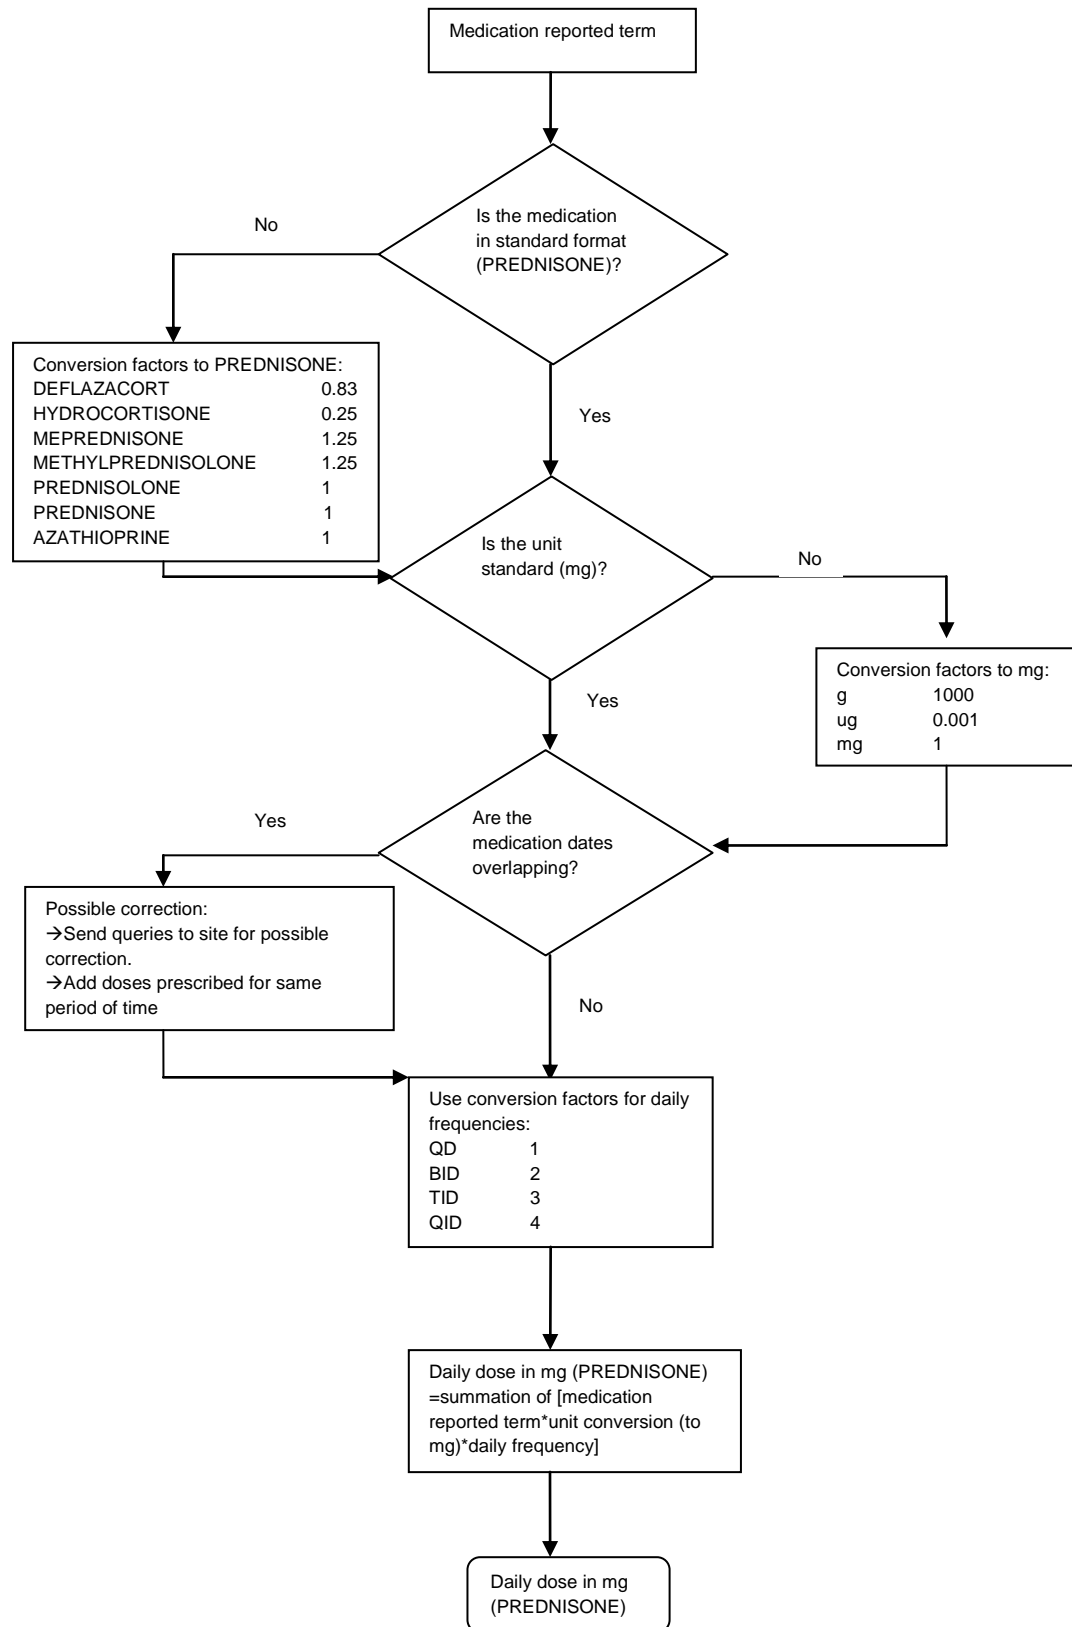 Medication reported term
No
Is the medication
in standard format
(PREDNISONE)?
Conversion factors to PREDNISONE:
DEFLAZACORT 0.83
HYDROCORTISONE 0.25
MEPREDNISONE 1.25
METHYLPREDNISOLONE 1.25
PREDNISOLONE 1
PREDNISONE 1
AZATHIOPRINE 1
Yes
Is the unit
standard (mg)?
No
Conversion factors to mg:
g 1000
ug 0.001
mg 1
Yes
Are the
medication dates
overlapping?
Yes
Possible correction:
→Send queries to site for possible
correction.
→Add doses prescribed for same
period of time
No
Use conversion factors for daily
frequencies:
QD 1
BID 2
TID 3
QID 4
Daily dose in mg (PREDNISONE)
=summation of [medication
reported term*unit conversion (to
mg)*daily frequency]
Daily dose in mg
(PREDNISONE)